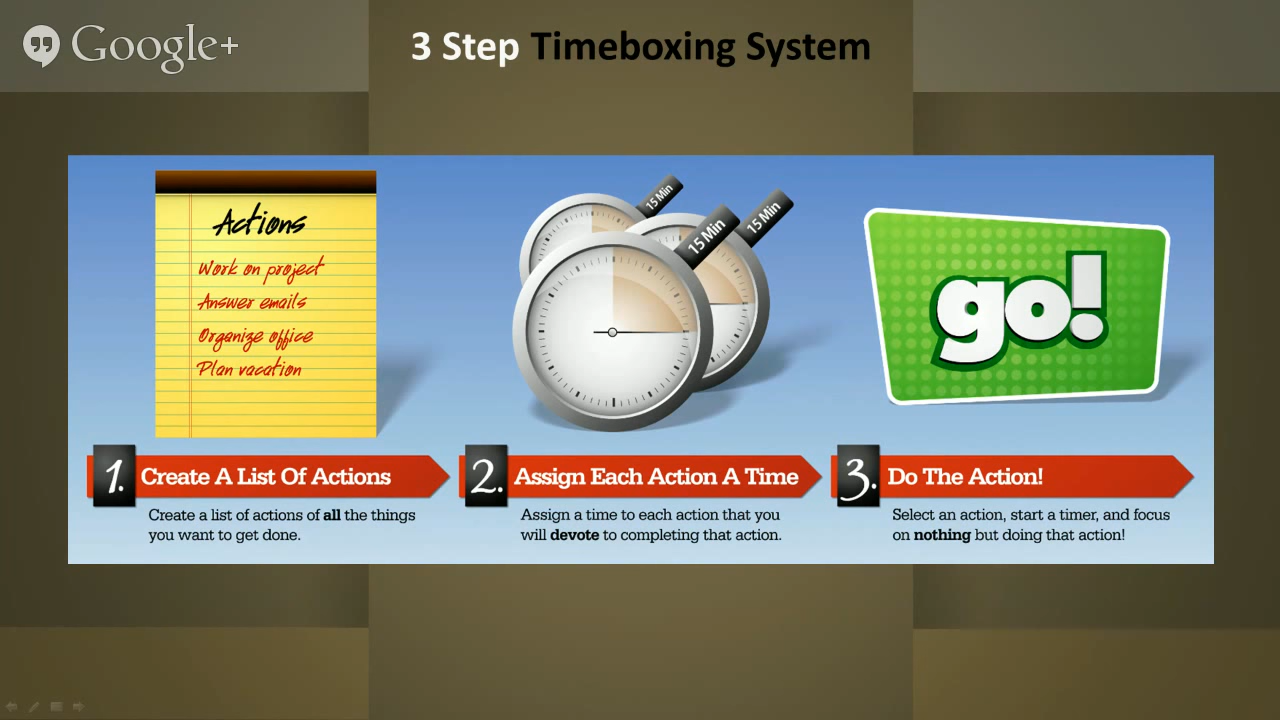 Google+
3 Step Timeboxing System
Actions
Work on project
Answer emails
Organize office
Plan vacation
15 Min
15 Min
15 Min
go!
1. Create A List Of Actions
Create a list of actions of all the things
you want to get done.
2. Assign Each Action A Time
Assign a time to each action that you
will devote to completing that action.
3. Do The Action!
Select an action, start a timer, and focus
on nothing but doing that action!